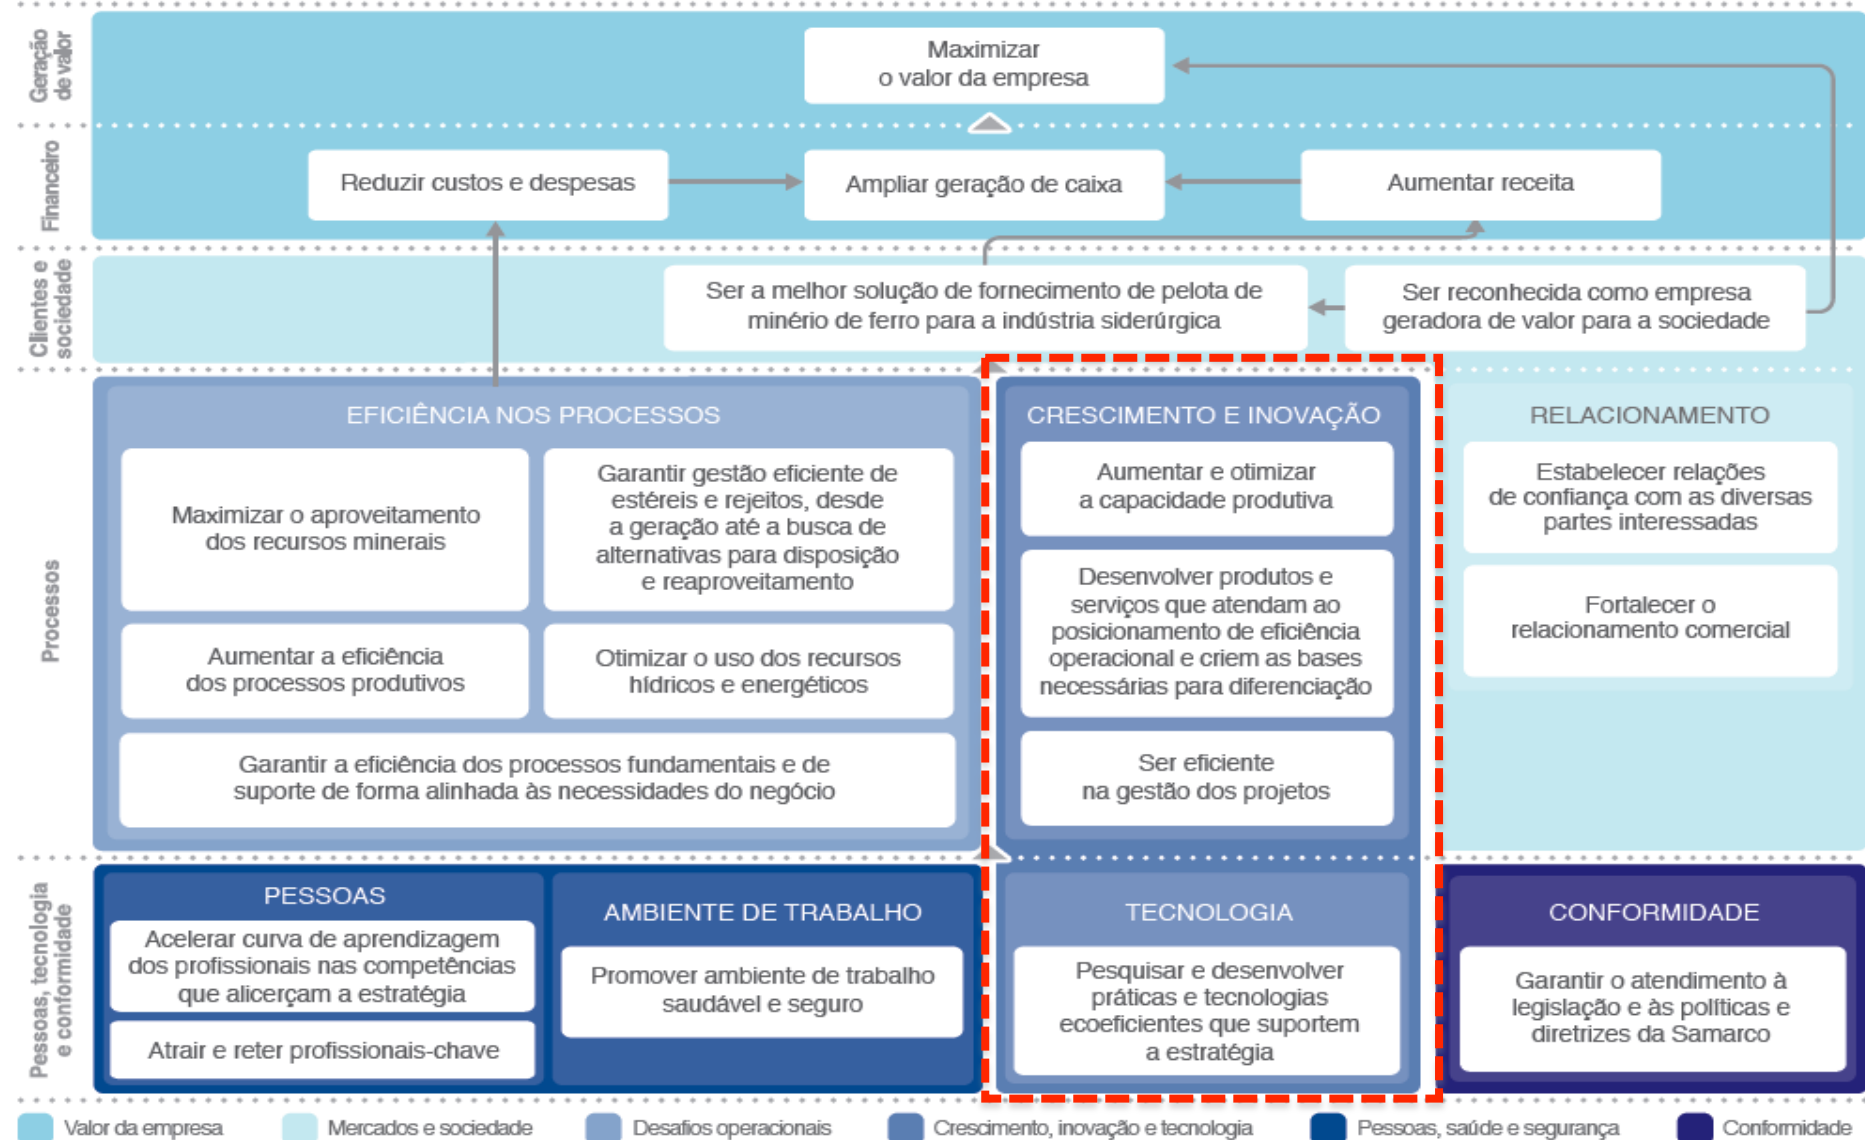 Geração
de valor
Maximizar
o valor da empresa
Financeiro
Reduzir custos e despesas
Ampliar geração de caixa
Aumentar receita
Clientes e
sociedade
Ser a melhor solução de fornecimento de pelota de
minério de ferro para a indústria siderúrgica
Ser reconhecida como empresa
geradora de valor para a sociedade
Processos
EFICIÊNCIA NOS PROCESSOS
Maximizar o aproveitamento
dos recursos minerais
Garantir gestão eficiente de
estéreis e rejeitos, desde
a geração até a busca de
alternativas para disposição
e reaproveitamento
Aumentar a eficiência
dos processos produtivos
Otimizar o uso dos recursos
hídricos e energéticos
Garantir a eficiência dos processos fundamentais e de
suporte de forma alinhada às necessidades do negócio
CRESCIMENTO E INOVAÇÃO
Aumentar e otimizar
a capacidade produtiva
Desenvolver produtos e
serviços que atendam ao
posicionamento de eficiência
operacional e criem as bases
necessárias para diferenciação
Ser eficiente
na gestão dos projetos
RELACIONAMENTO
Estabelecer relações
de confiança com as diversas
partes interessadas
Fortalecer o
relacionamento comercial
Pessoas, tecnologia
e conformidade
PESSOAS
Acelerar curva de aprendizagem
dos profissionais nas competências
que alicerçam a estratégia
Atrair e reter profissionais-chave
AMBIENTE DE TRABALHO
Promover ambiente de trabalho
saudável e seguro
TECNOLOGIA
Pesquisar e desenvolver
práticas e tecnologias
ecoeficientes que suportem
a estratégia
CONFORMIDADE
Garantir o atendimento à
legislação e às políticas e
diretrizes da Samarco
Valor da empresa
Mercados e sociedade
Desafios operacionais
Crescimento, inovação e tecnologia
Pessoas, saúde e segurança
Conformidade